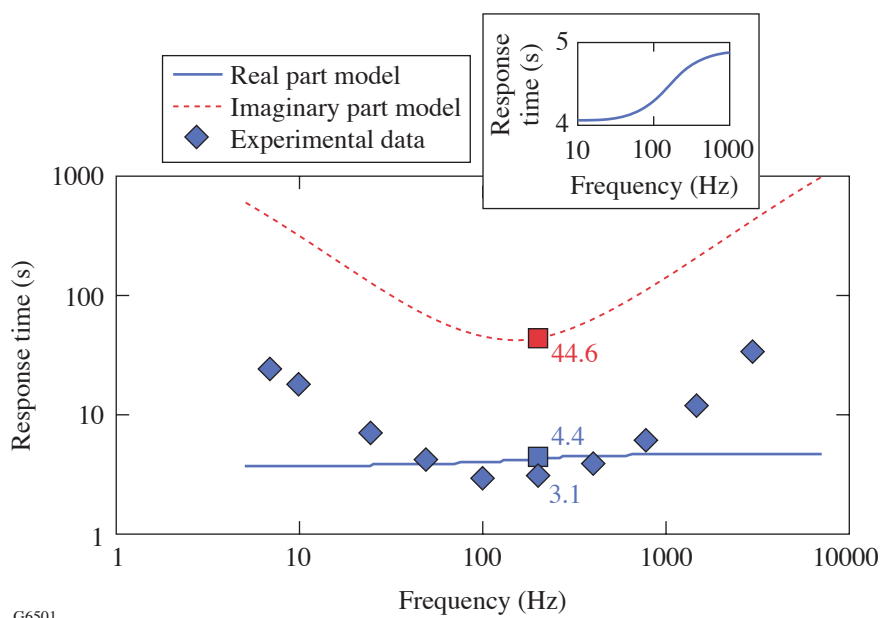 Real part model
Imaginary part model
Experimental data
Response
time (s)
5
4
10 100 1000
Frequency (Hz)
Response time (s)
1000
100
10
1
44.6
4.4
3.1
1 10 100 1000 10000
Frequency (Hz)
G6501